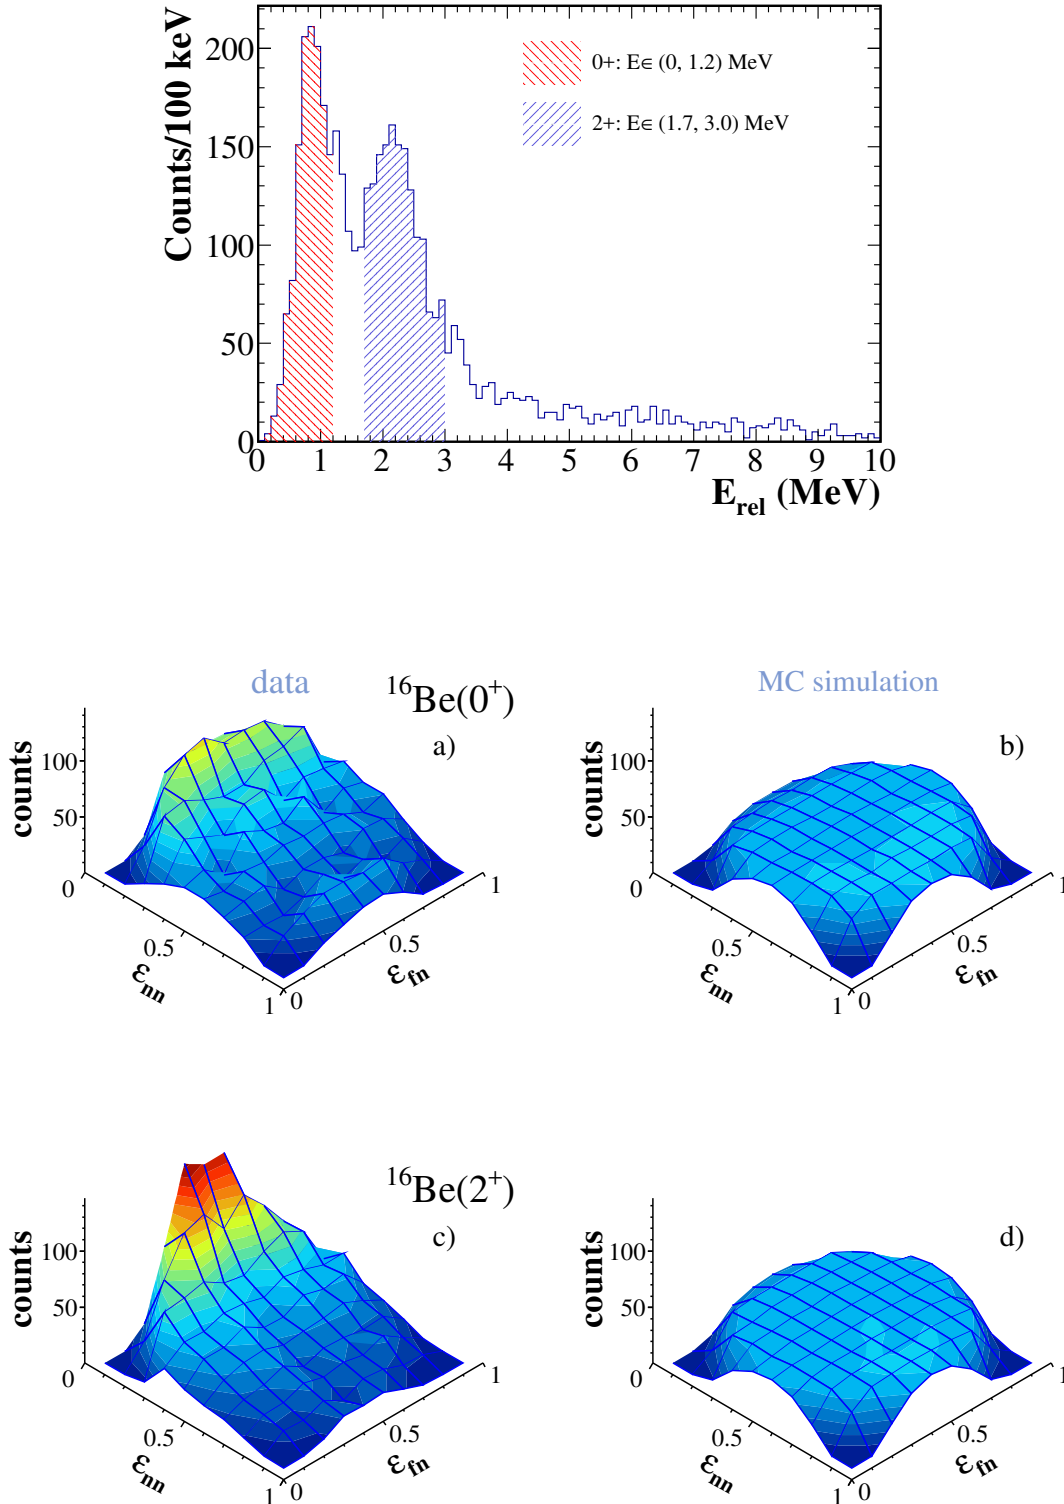 Counts/100 keV
200
150
100
50
0
0+: E∈ (0, 1.2) MeV
2+: E∈ (1.7, 3.0) MeV
0 1 2 3 4 5 6 7 8 9 10
E_rel (MeV)
data
¹⁶Be(0⁺)
MC simulation
a)
b)
counts
100
50
0
0.5
1
ε_nn
0
0.5
1
ε_fn
counts
100
50
0
0.5
1
ε_nn
0
0.5
1
ε_fn
¹⁶Be(2⁺)
c)
d)
counts
100
50
0
0.5
1
ε_nn
0
0.5
1
ε_fn
counts
100
50
0
0.5
1
ε_nn
0
0.5
1
ε_fn